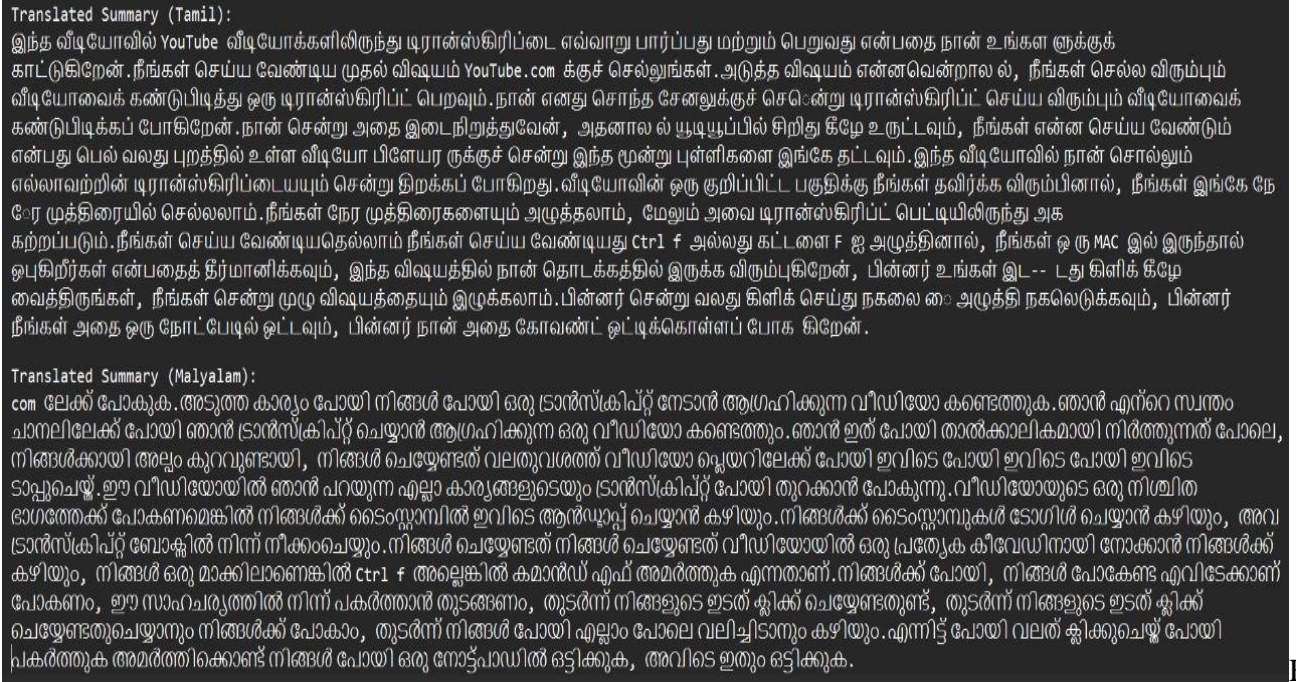 Translated Summary (Tamil):
இந்த வீடியோவில் YouTube வீடியோக்களிலிருந்து டிரான்ஸ்கிரிப்டை எவ்வாறு பார்ப்பது மற்றும் பெறுவது என்பதை நான் உங்கள ளுக்குக்
காட்டுகிறேன்.நீங்கள் செய்ய வேண்டிய முதல் விஷயம் YouTube.com க்குச் செல்லுங்கள்.அடுத்த விஷயம் என்னவென்றால ல், நீங்கள் செல்ல விரும்பும்
வீடியோவைக் கண்டுபிடித்து ஒரு டிரான்ஸ்கிரிப்ட் பெறவும்.நான் எனது சொந்த சேனலுக்குச் செென்று டிரான்ஸ்கிரிப்ட் செய்ய விரும்பும் வீடியோவைக்
கண்டுபிடிக்கப் போகிறேன்.நான் சென்று அதை இடைநிறுத்துவேன், அதனால ல் யூடியூப்பில் சிறிது கீழே உருட்டவும், நீங்கள் என்ன செய்ய வேண்டும்
என்பது பெல் வலது புறத்தில் உள்ள வீடியோ பிளேயர ருக்குச் சென்று இந்த மூன்று புள்ளிகளை இங்கே தட்டவும்.இந்த வீடியோவில் நான் சொல்லும்
எல்லாவற்றின் டிரான்ஸ்கிரிப்டையயும் சென்று திறக்கப் போகிறது.வீடியோவின் ஒரு குறிப்பிட்ட பகுதிக்கு நீங்கள் தவிர்க்க விரும்பினால், நீங்கள் இங்கே நே
ேர முத்திரையில் செல்லலாம்.நீங்கள் நேர முத்திரைகளையும் அழுத்தலாம், மேலும் அவை டிரான்ஸ்கிரிப்ட் பெட்டியிலிருந்து அக
கற்றப்படும்.நீங்கள் செய்ய வேண்டியதெல்லாம் நீங்கள் செய்ய வேண்டியது Ctrl f அல்லது கட்டளை F ஐ அழுத்தினால், நீங்கள் ஒ ரு MAC இல் இருந்தால்
ஒபுகிறீர்கள் என்பதைத் தீர்மானிக்கவும், இந்த விஷயத்தில் நான் தொடக்கத்தில் இருக்க விரும்புகிறேன், பின்னர் உங்கள் இட-- டது கிளிக் கீழே
வைத்திருங்கள், நீங்கள் சென்று முழு விஷயத்தையும் இழுக்கலாம்.பின்னர் சென்று வலது கிளிக் செய்து நகலை ை அழுத்தி நகலெடுக்கவும், பின்னர்
நீங்கள் அதை ஒரு நோட்பேடில் ஒட்டவும், பின்னர் நான் அதை கோவண்ட் ஒட்டிக்கொள்ளப் போக கிறேன்.
Translated Summary (Malyalam):
com ലേക്ക് പോകുക.അടുത്ത കാര്യം പോയി നിങ്ങൾ പോയി ഒരു ട്രാൻസ്ക്രിപ്റ്റ് നേടാൻ ആഗ്രഹിക്കുന്ന വീഡിയോ കണ്ടെത്തുക.ഞാൻ എന്റെ സ്വന്തം
ചാനലിലേക്ക് പോയി ഞാൻ ട്രാൻസ്ക്രിപ്റ്റ് ചെയ്യാൻ ആഗ്രഹിക്കുന്ന ഒരു വീഡിയോ കണ്ടെത്തും.ഞാൻ ഇത് പോയി താൽക്കാലികമായി നിർത്തുന്നത് പോലെ,
നിങ്ങൾക്കായി അല്പം കുറവുണ്ടായി, നിങ്ങൾ ചെയ്യേണ്ടത് വലതുവശത്ത് വീഡിയോ പ്ലെയറിലേക്ക് പോയി ഇവിടെ പോയി ഇവിടെ പോയി ഇവിടെ
ടാപ്പുചെയ്ത്.ഈ വീഡിയോയിൽ ഞാൻ പറയുന്ന എല്ലാ കാര്യങ്ങളുടെയും ട്രാൻസ്ക്രിപ്റ്റ് പോയി തുറക്കാൻ പോകുന്നു.വീഡിയോയുടെ ഒരു നിശ്ചിത
ഭാഗത്തേക്ക് പോകണമെങ്കിൽ നിങ്ങൾക്ക് ടൈംസ്റ്റാമ്പിൽ ഇവിടെ ആൻഡ്ടാപ്പ് ചെയ്യാൻ കഴിയും.നിങ്ങൾക്ക് ടൈംസ്റ്റാമ്പുകൾ ടോഗിൾ ചെയ്യാൻ കഴിയും, അവ
ട്രാൻസ്ക്രിപ്റ്റ് ബോക്സിൽ നിന്ന് നീക്കംചെയ്യും.നിങ്ങൾ ചെയ്യേണ്ടത് നിങ്ങൾ ചെയ്യേണ്ടത് വീഡിയോയിൽ ഒരു പ്രത്യേക കീവേഡിനായി നോക്കാൻ നിങ്ങൾക്ക്
കഴിയും, നിങ്ങൾ ഒരു മാക്കിലാണെങ്കിൽ Ctrl f അല്ലെങ്കിൽ കമാൻഡ് എഫ് അമർത്തുക എന്നതാണ്.നിങ്ങൾക്ക് പോയി, നിങ്ങൾ പോകേണ്ട എവിടേക്കാണ്
പോകണം, ഈ സാഹചര്യത്തിൽ നിന്ന് പകർത്താൻ തുടങ്ങണം, തുടർന്ന് നിങ്ങളുടെ ഇടത് ക്ലിക്ക് ചെയ്യേണ്ടതുണ്ട്, തുടർന്ന് നിങ്ങളുടെ ഇടത് ക്ലിക്ക്
ചെയ്യേണ്ടതുചെയ്യാനും നിങ്ങൾക്ക് പോകാം, തുടർന്ന് നിങ്ങൾ പോയി എല്ലാം പോലെ വലിച്ചിടാനും കഴിയും.എന്നിട്ട് പോയി വലത് ക്ലിക്കുചെയ്ത് പോയി
പകർത്തുക അമർത്തിക്കൊണ്ട് നിങ്ങൾ പോയി ഒരു നോട്ട്പാഡിൽ ഒട്ടിക്കുക, അവിടെ ഇതും ഒട്ടിക്കുക.